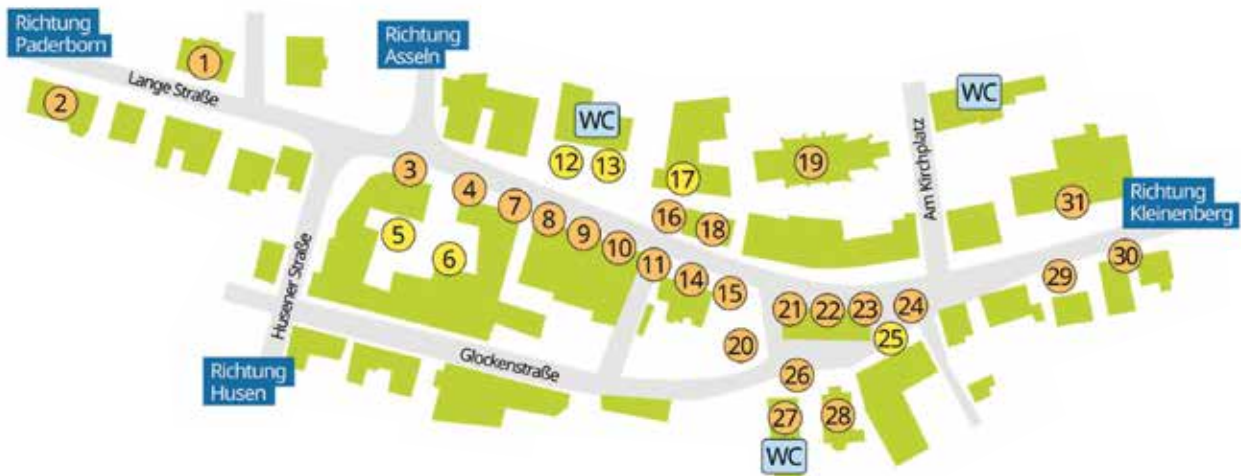 Richtung
Paderborn
1
2
Lange Straße
Richtung
Asseln
WC
WC
12
13
17
19
Am Kirchplatz
31
Richtung
Kleinenberg
3
4
7
8
9
10
11
14
15
16
18
5
6
Husener Straße
21
22
23
24
25
29
30
20
Glockenstraße
Richtung
Husen
26
27
28
WC